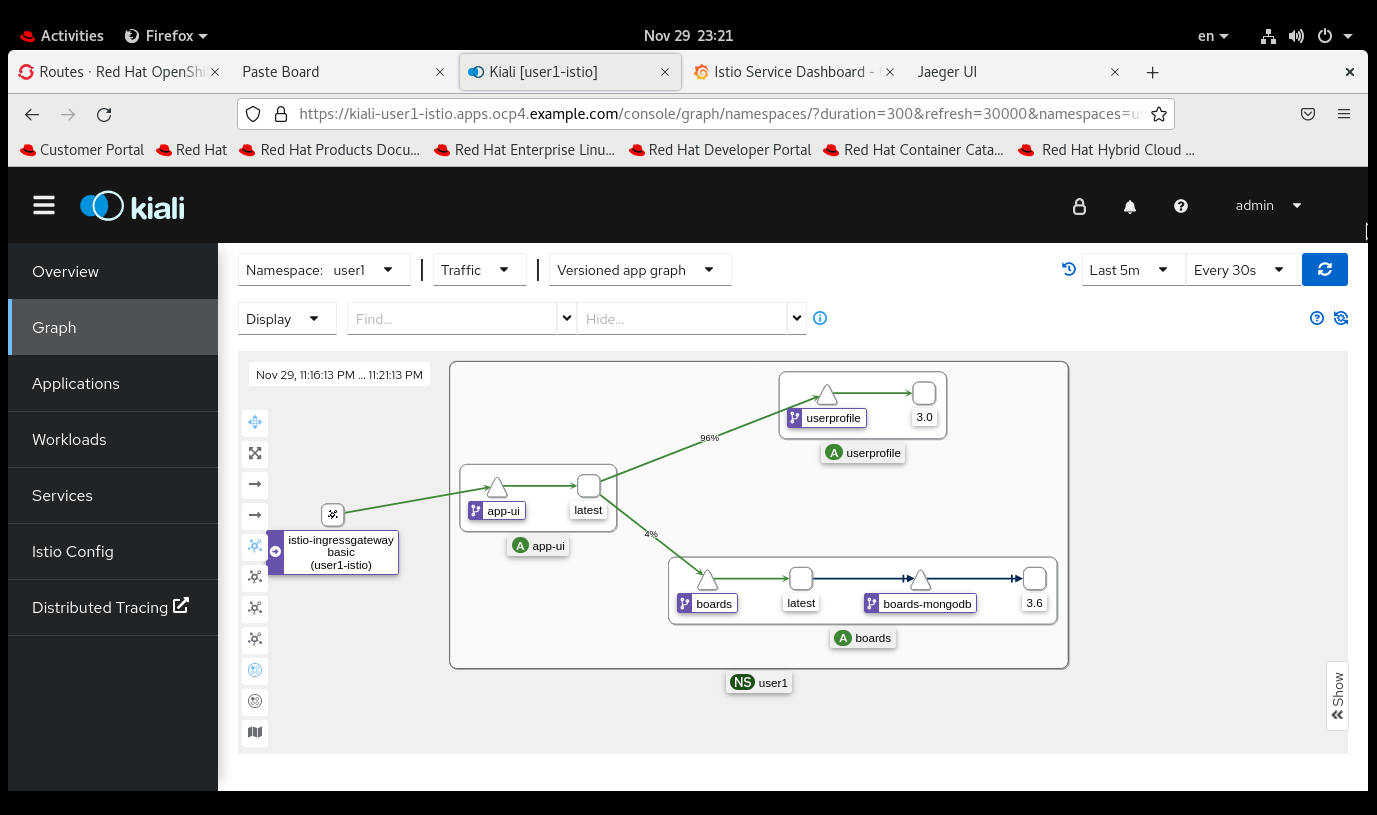 Activities
Firefox
Nov 29 23:21
en
Routes · Red Hat OpenShi
Paste Board
Kiali [user1-istio]
Istio Service Dashboard -
Jaeger UI
https://kiali-user1-istio.apps.ocp4.example.com/console/graph/namespaces/?duration=300&refresh=30000&namespaces=us
Customer Portal
Red Hat
Red Hat Products Docu...
Red Hat Enterprise Linu...
Red Hat Developer Portal
Red Hat Container Cata...
Red Hat Hybrid Cloud ...
kiali
admin
Overview
Graph
Applications
Workloads
Services
Istio Config
Distributed Tracing
Namespace: user1
Traffic
Versioned app graph
Last 5m
Every 30s
Display
Find...
Hide...
Nov 29, 11:16:13 PM ... 11:21:13 PM
userprofile
3.0
A userprofile
96%
app-ui
latest
A app-ui
istio-ingressgateway
basic
(user1-istio)
4%
boards
latest
boards-mongodb
3.6
A boards
NS user1
Show